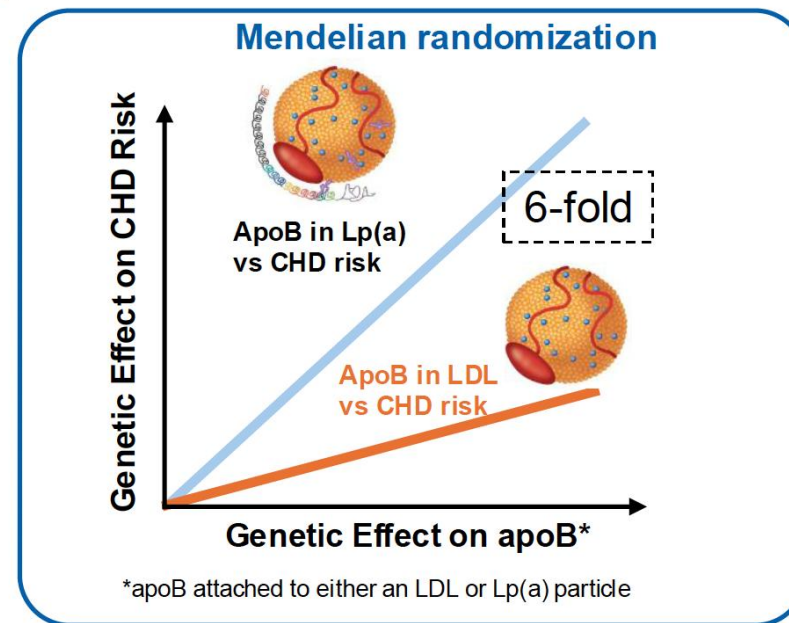 Mendelian randomization
Genetic Effect on CHD Risk
ApoB in Lp(a)
vs CHD risk
6-fold
ApoB in LDL
vs CHD risk
Genetic Effect on apoB*
*apoB attached to either an LDL or Lp(a) particle